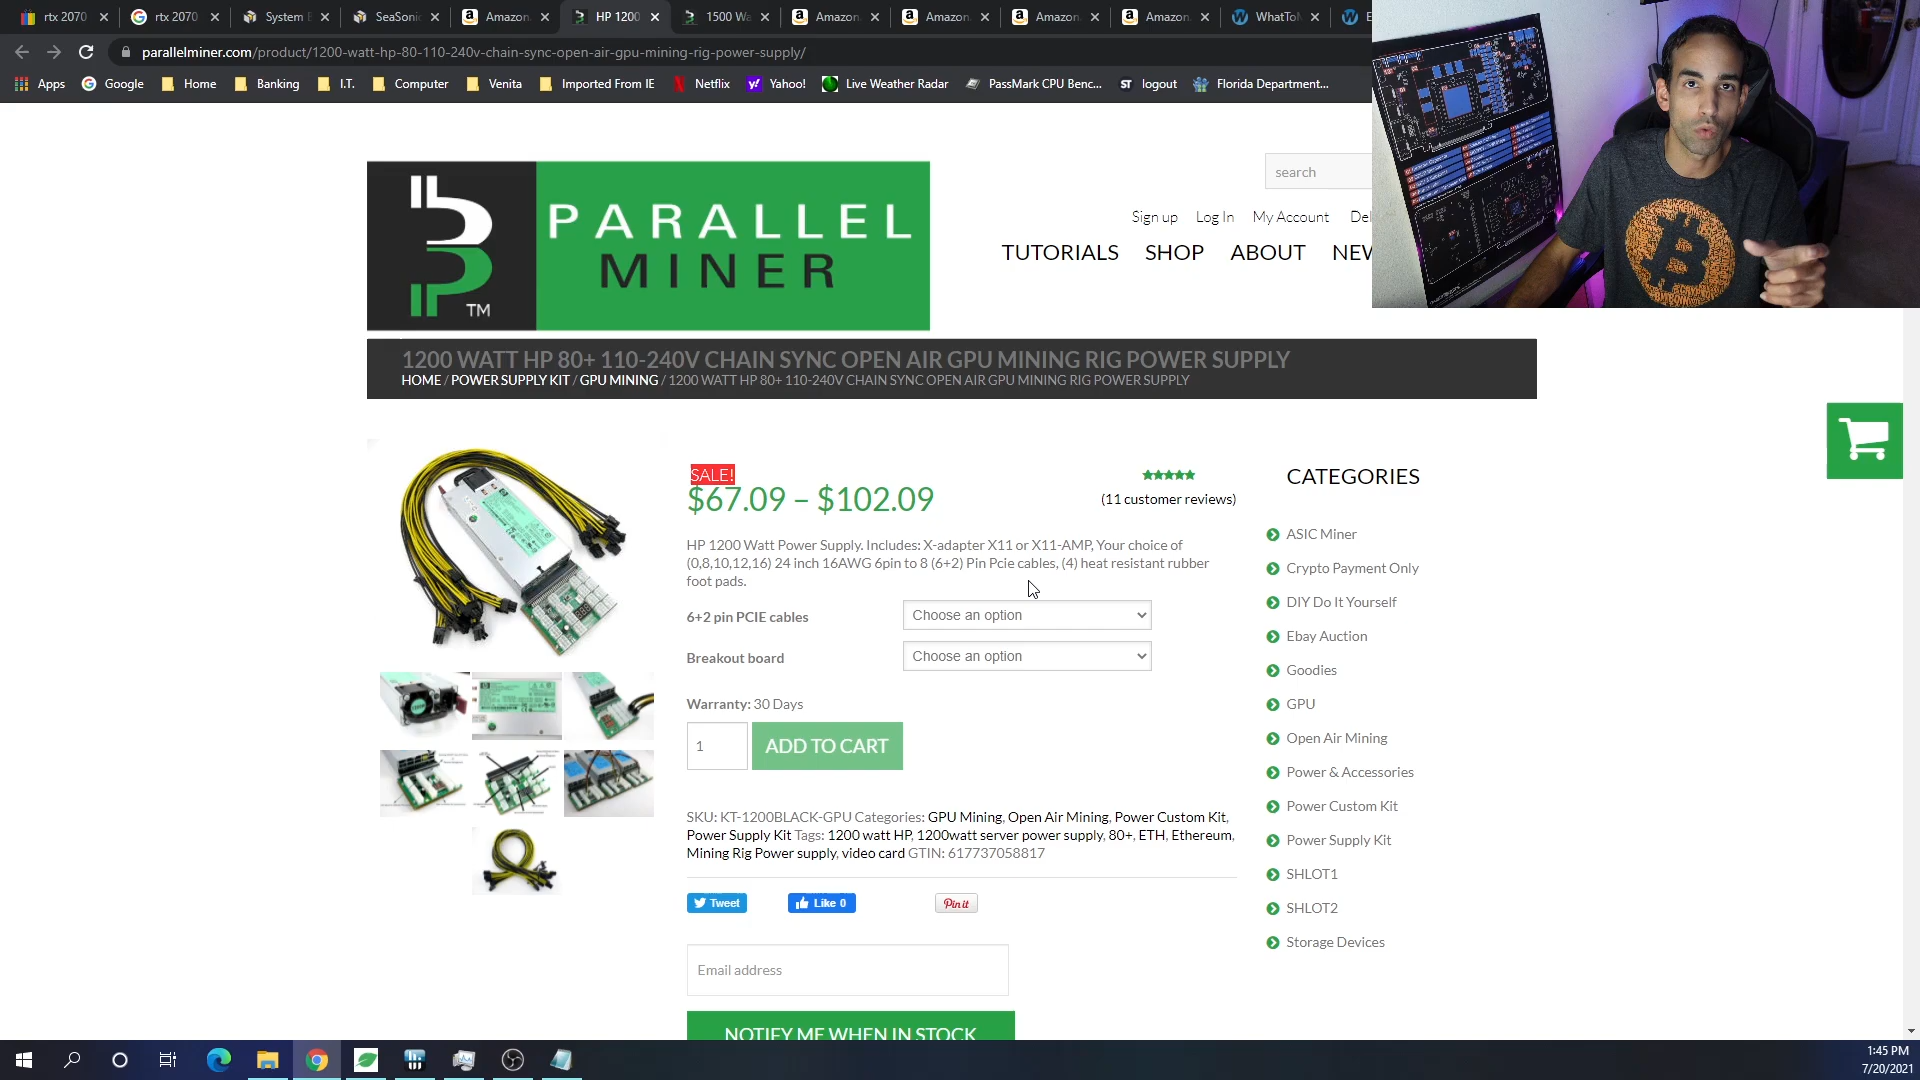 rtx 2070
rtx 2070
System B
SeaSonic
Amazon.
HP 1200
1500 Wa
Amazon.
Amazon.
Amazon.
Amazon.
WhatToM
parallelminer.com/product/1200-watt-hp-80-110-240v-chain-sync-open-air-gpu-mining-rig-power-supply/
Apps
Google
Home
Banking
I.T.
Computer
Venita
Imported From IE
Netflix
Yahoo!
Live Weather Radar
PassMark CPU Benc...
logout
Florida Department...
PARALLEL
MINER
TM
search
Sign up
Log In
My Account
Del
TUTORIALS
SHOP
ABOUT
NEW
1200 WATT HP 80+ 110-240V CHAIN SYNC OPEN AIR GPU MINING RIG POWER SUPPLY
HOME / POWER SUPPLY KIT / GPU MINING / 1200 WATT HP 80+ 110-240V CHAIN SYNC OPEN AIR GPU MINING RIG POWER SUPPLY
SALE!
$67.09 – $102.09
(11 customer reviews)
HP 1200 Watt Power Supply. Includes: X-adapter X11 or X11-AMP, Your choice of
(0,8,10,12,16) 24 inch 16AWG 6pin to 8 (6+2) Pin Pcie cables, (4) heat resistant rubber
foot pads.
6+2 pin PCIE cables
Choose an option
Breakout board
Choose an option
Warranty: 30 Days
1
ADD TO CART
SKU: KT-1200BLACK-GPU Categories: GPU Mining, Open Air Mining, Power Custom Kit,
Power Supply Kit Tags: 1200 watt HP, 1200watt server power supply, 80+, ETH, Ethereum,
Mining Rig Power supply, video card GTIN: 617737058817
Tweet
Like 0
Pin it
Email address
NOTIFY ME WHEN IN STOCK
CATEGORIES
ASIC Miner
Crypto Payment Only
DIY Do It Yourself
Ebay Auction
Goodies
GPU
Open Air Mining
Power & Accessories
Power Custom Kit
Power Supply Kit
SHLOT1
SHLOT2
Storage Devices
1:45 PM
7/20/2021